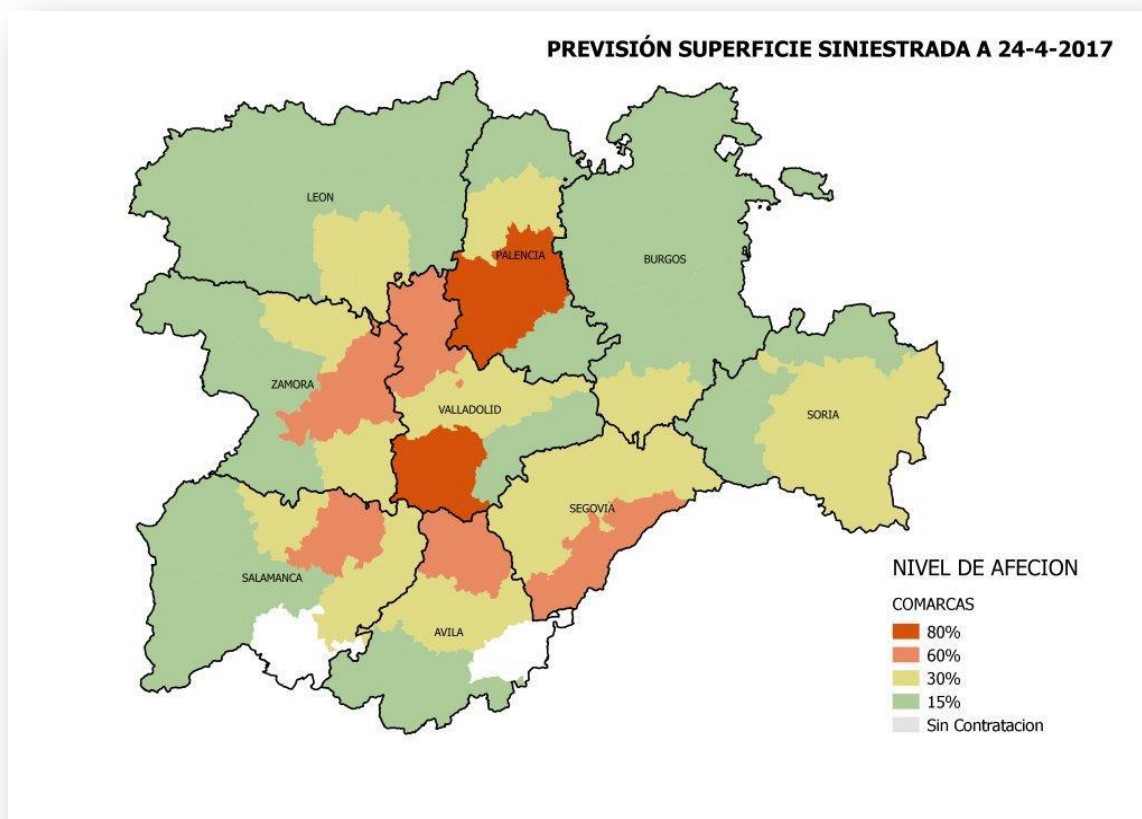 PREVISIÓN SUPERFICIE SINIESTRADA A 24-4-2017
LEON
PALENCIA
BURGOS
ZAMORA
VALLADOLID
SORIA
SEGOVIA
SALAMANCA
AVILA
NIVEL DE AFECION
COMARCAS
80%
60%
30%
15%
Sin Contratacion